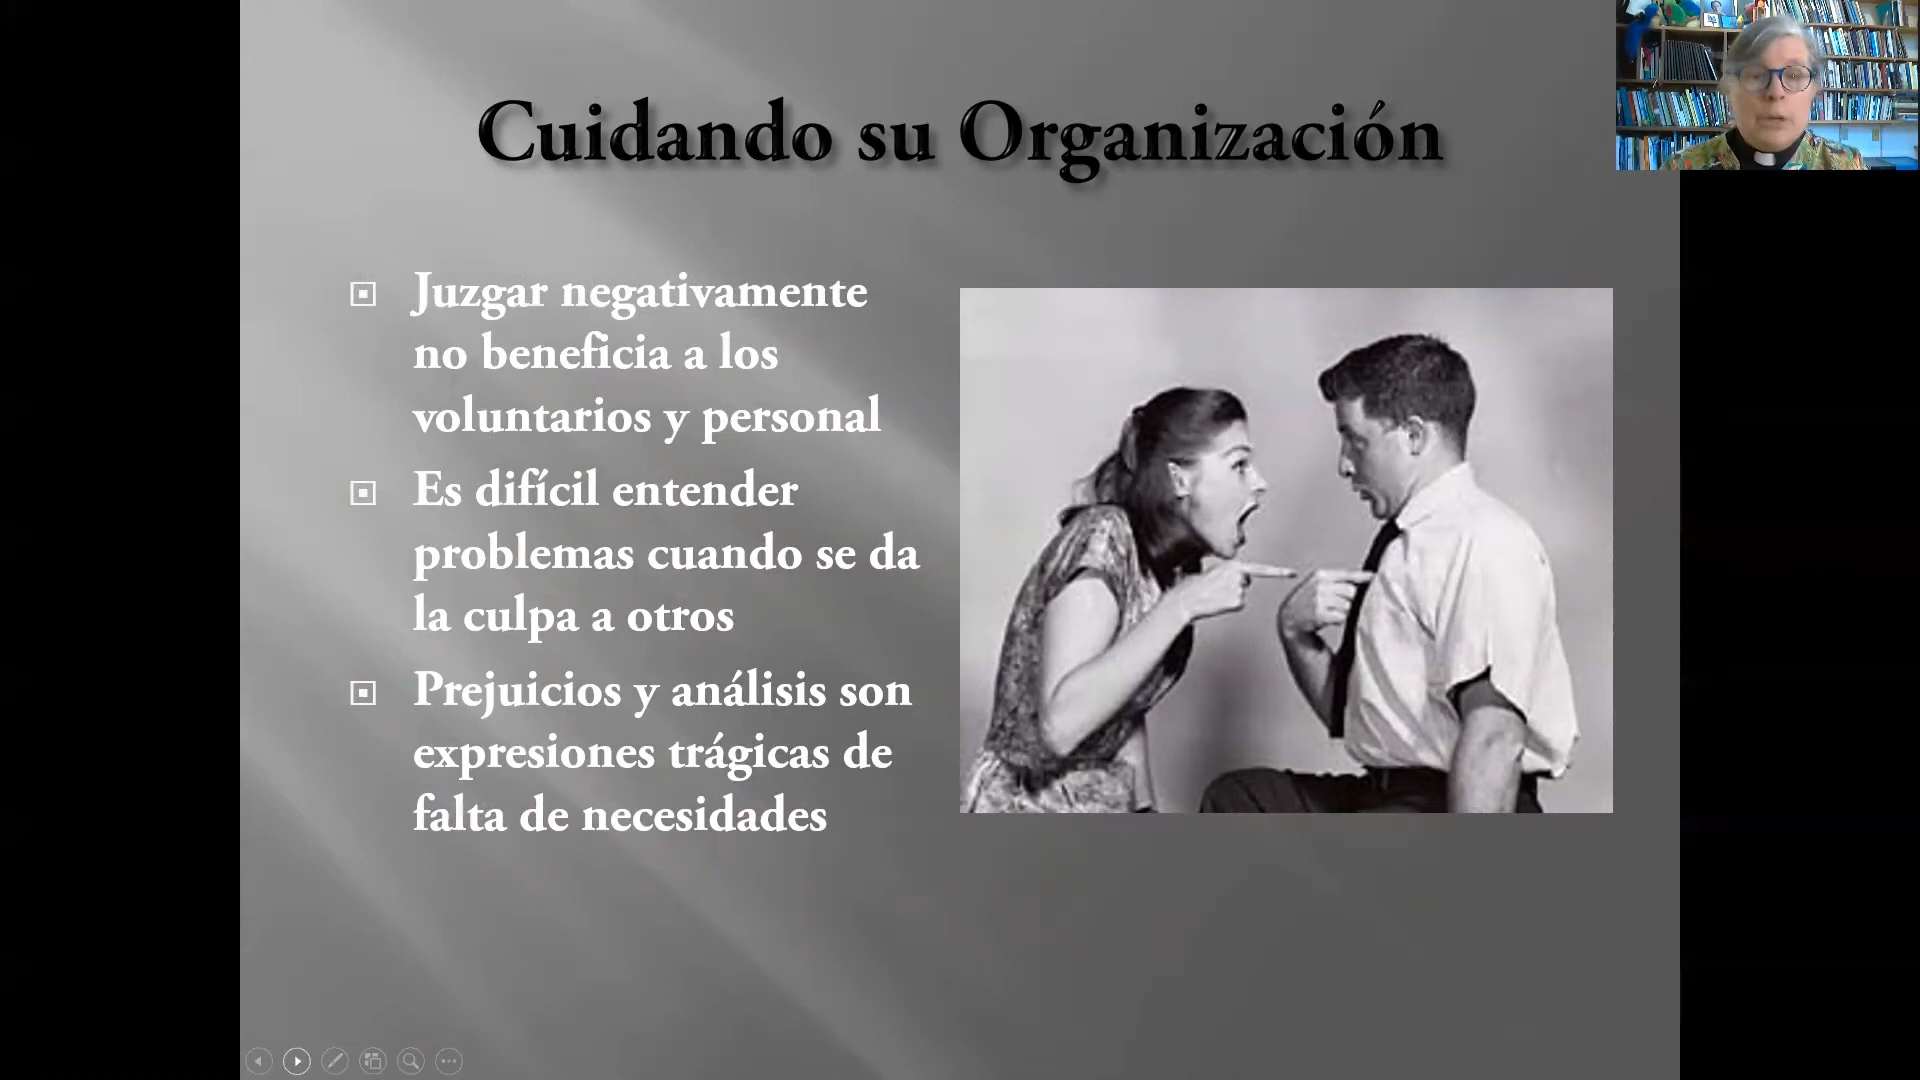 Cuidando su Organización
Juzgar negativamente
no beneficia a los
voluntarios y personal
Es difícil entender
problemas cuando se da
la culpa a otros
Prejuicios y análisis son
expresiones trágicas de
falta de necesidades